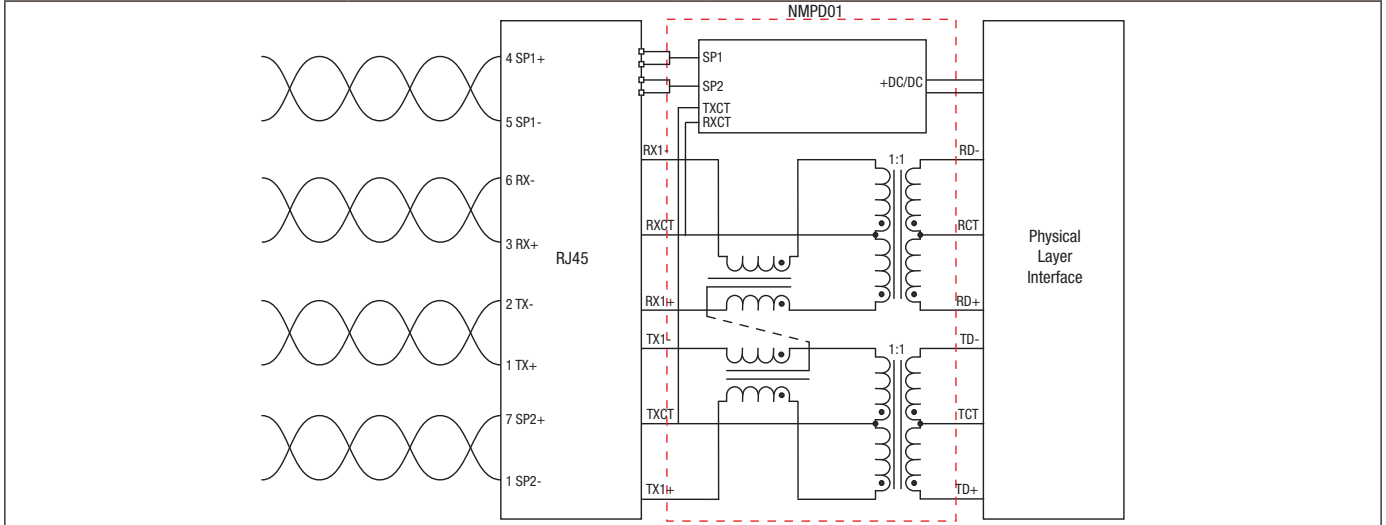 NMPD01
4 SP1+
5 SP1-
6 RX-
3 RX+
2 TX-
1 TX+
7 SP2+
1 SP2-
RJ45
SP1
SP2
TXCT
RXCT
+DC/DC
RX1-
RXCT
RX1+
TX1-
TXCT
TX1+
1:1
1:1
RD-
RCT
RD+
TD-
TCT
TD+
Physical
Layer
Interface